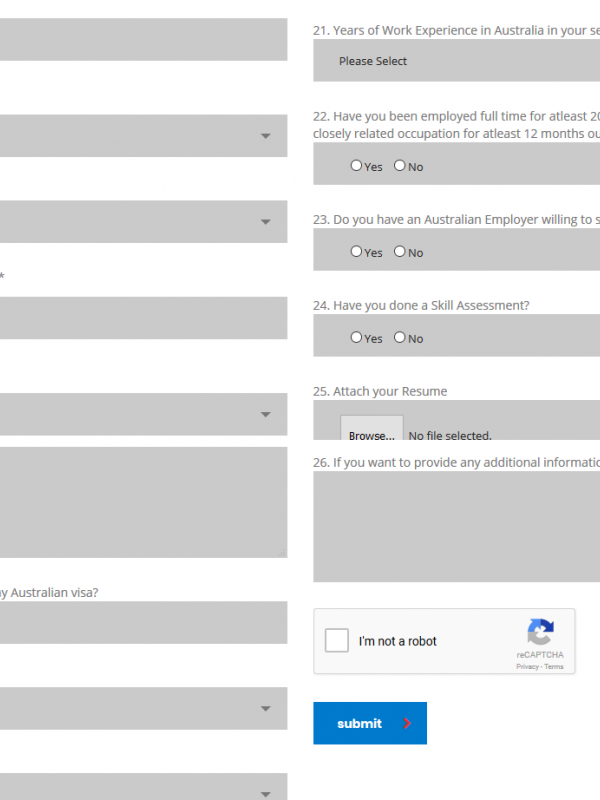 *
y Australian visa?
21. Years of Work Experience in Australia in your se
Please Select
22. Have you been employed full time for atleast 20
closely related occupation for atleast 12 months ou
Yes No
23. Do you have an Australian Employer willing to s
Yes No
24. Have you done a Skill Assessment?
Yes No
25. Attach your Resume
Browse... No file selected.
26. If you want to provide any additional informatio
I'm not a robot
reCAPTCHA
Privacy - Terms
submit